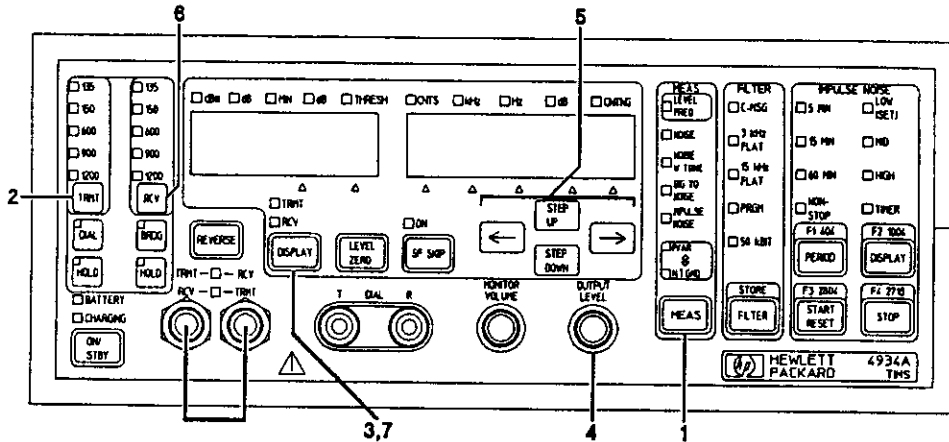 6
5
2
135
150
600
900
1200
TRMT
DIAL
HOLD
135
150
600
900
1200
RCV
BRDG
HOLD
BATTERY
CHARGING
ON/
STBY
REVERSE
TRMT
RCV
RCV
TRMT
dBm
dB
MIN
dB
THRESH
CNTS
kHz
Hz
dB
CNTNG
TRMT
RCV
DISPLAY
LEVEL
ZERO
ON
SF SKIP
←
STEP
UP
STEP
DOWN
→
T
DIAL
R
MONITOR
VOLUME
OUTPUT
LEVEL
MEAS
LEVEL
FREQ
NOISE
NOISE
W TONE
SIG TO
NOISE
IMPULSE
NOISE
P/AR
&
NTGND
MEAS
FILTER
C-MSG
3 kHz
FLAT
15 kHz
FLAT
PRGM
50 kBIT
STORE
FILTER
IMPULSE NOISE
5 MIN
15 MIN
60 MIN
NON-
STOP
LOW
(SET)
MID
HIGH
TIMER
F1 404
PERIOD
F2 1004
DISPLAY
F3 2804
START
RESET
F4 2713
STOP
hp
HEWLETT
PACKARD
4934A
TIMS
3,7
4
1